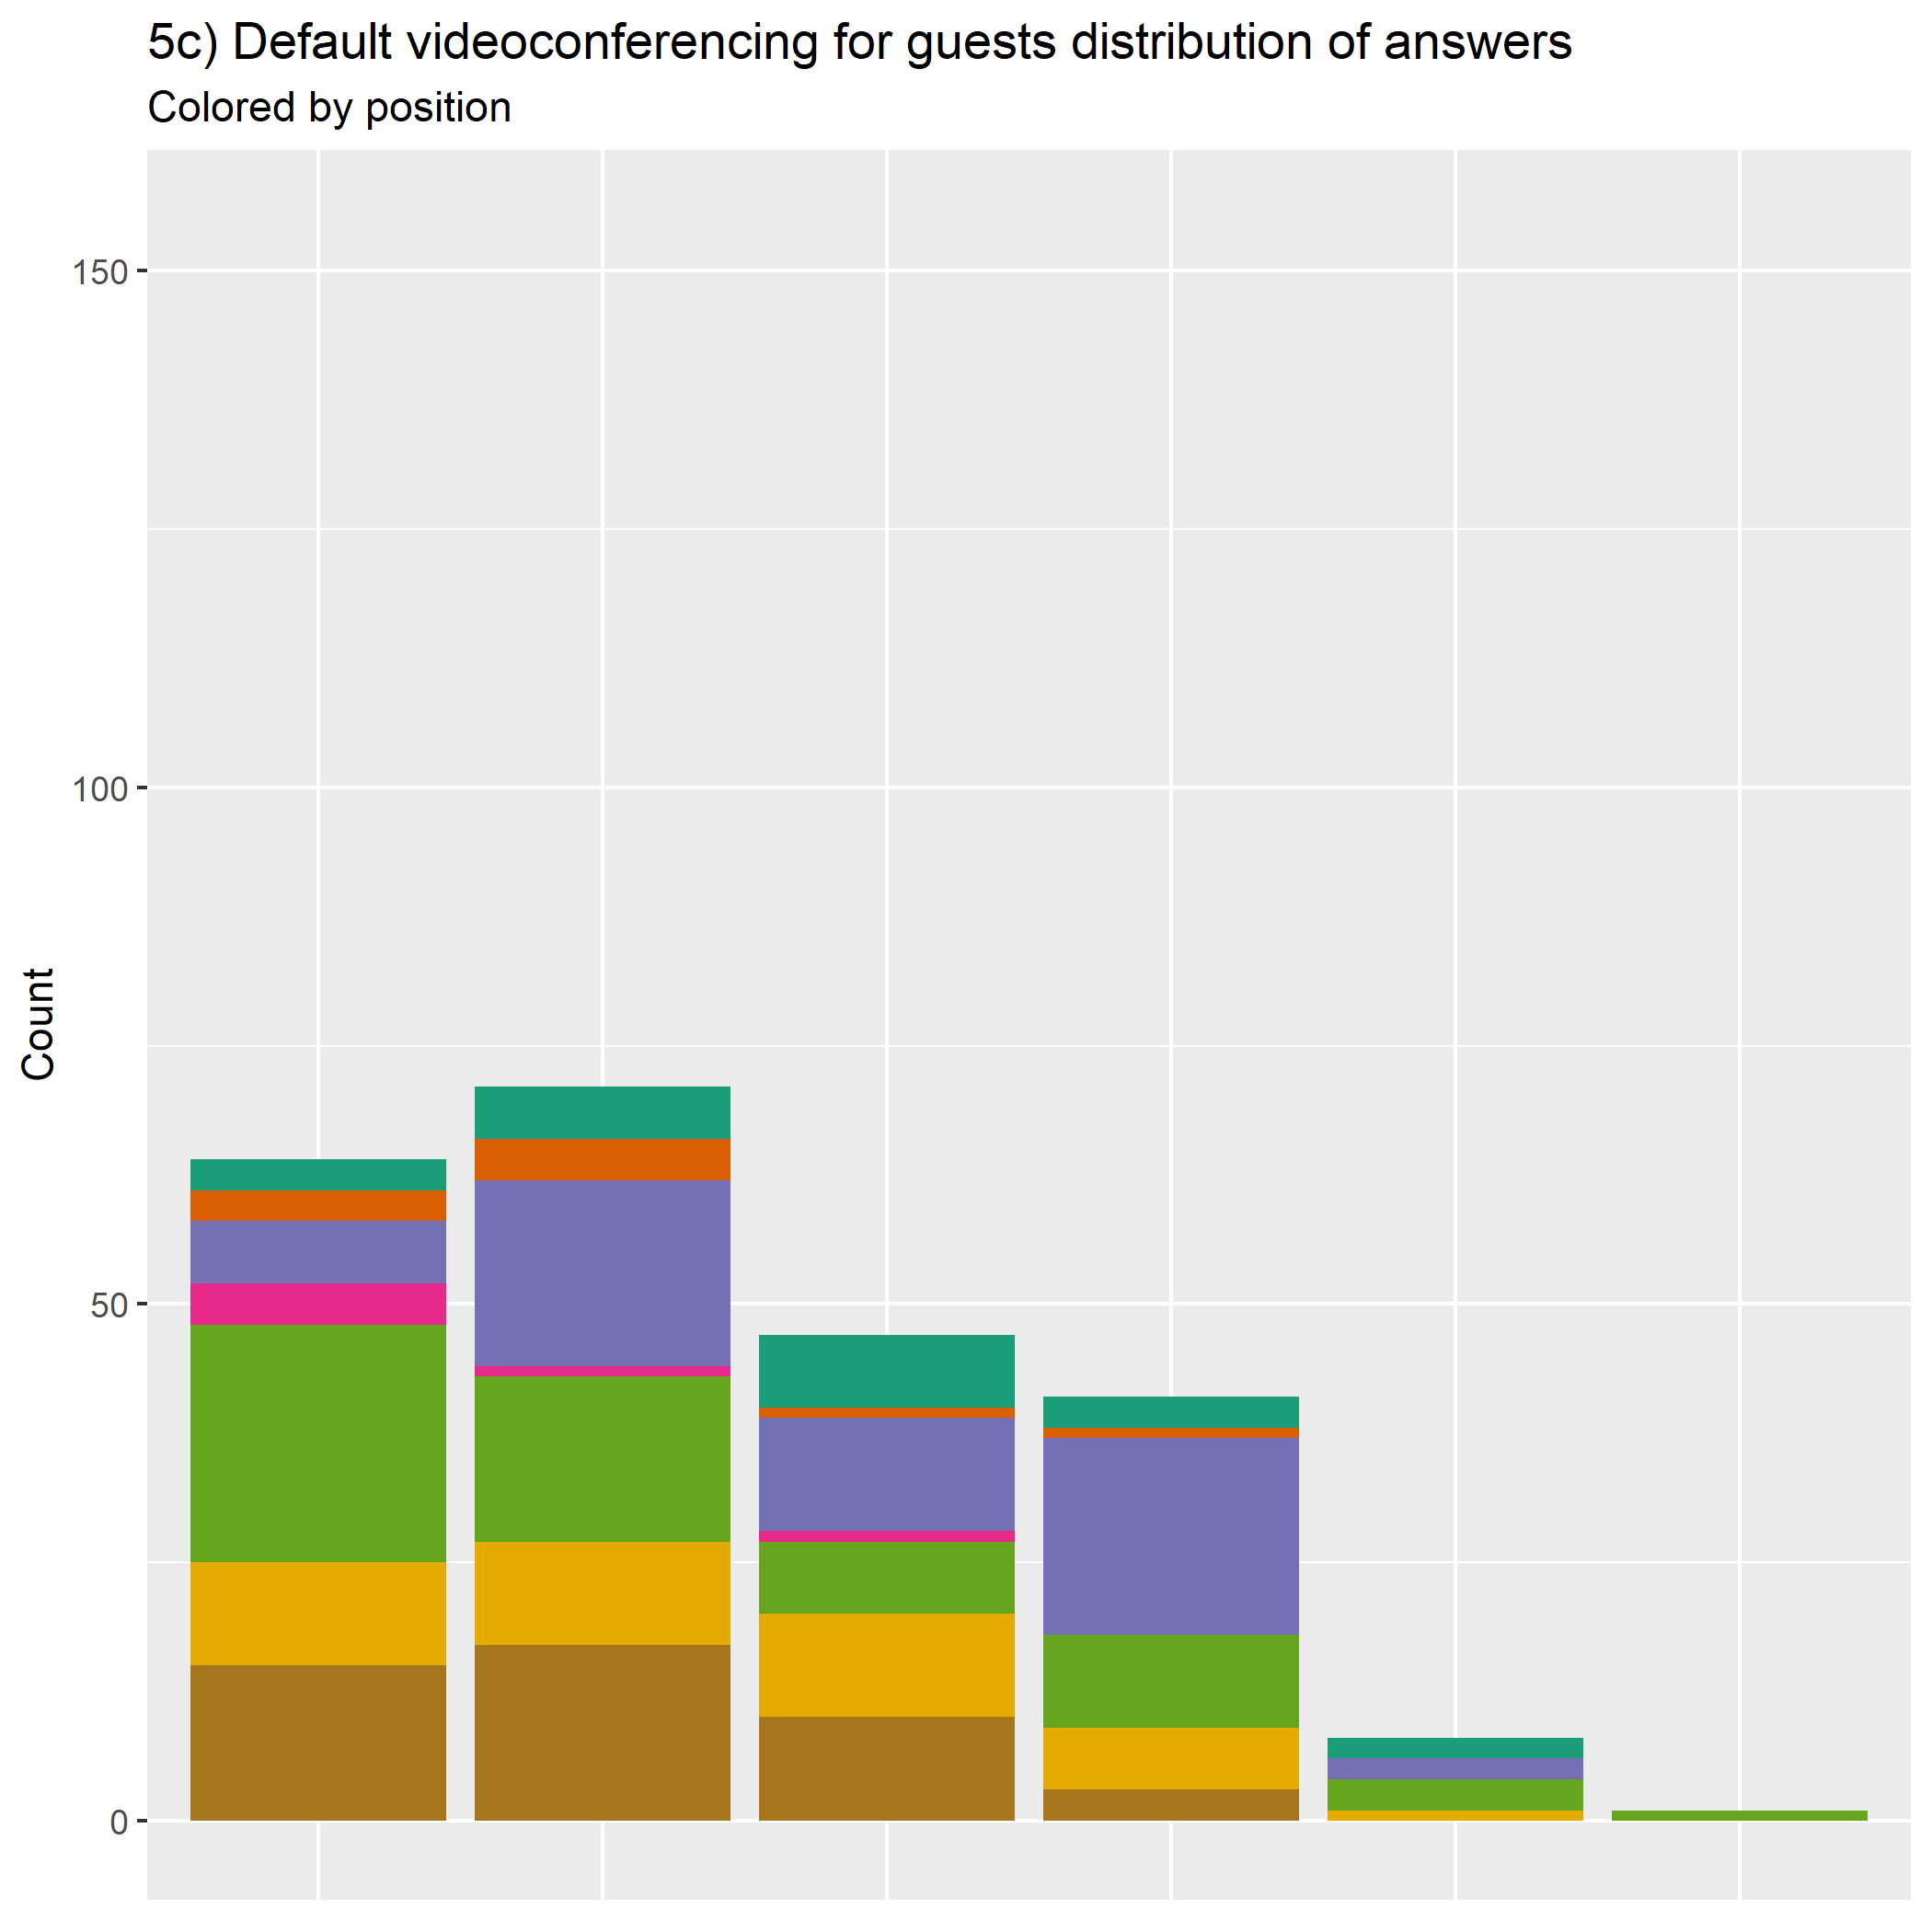 5c) Default videoconferencing for guests distribution of answers
Colored by position
150
100
50
0
Count